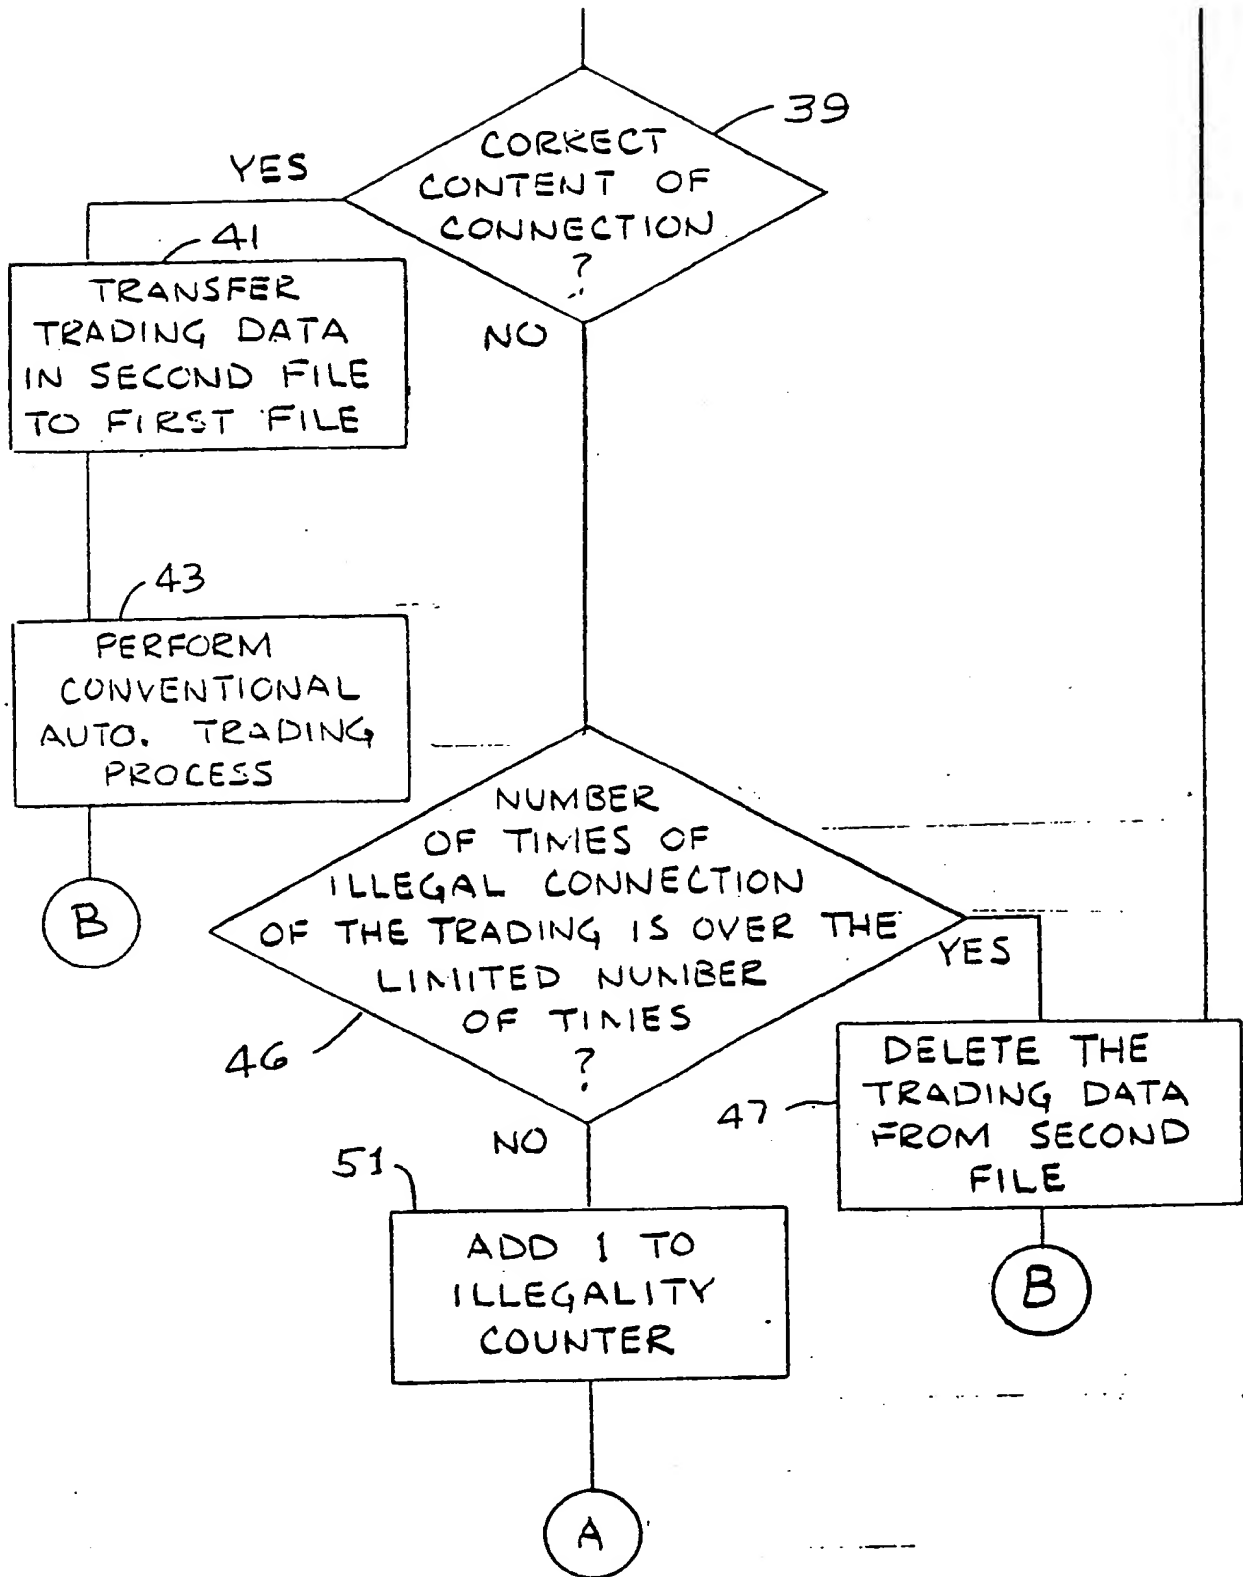 39
CORRECT
CONTENT OF
CONNECTION
?
YES
NO
41
TRANSFER
TRADING DATA
IN SECOND FILE
TO FIRST FILE
43
PERFORM
CONVENTIONAL
AUTO. TRADING
PROCESS
B
NUMBER
OF TIMES OF
ILLEGAL CONNECTION
OF THE TRADING IS OVER THE
LIMITED NUMBER
OF TIMES
?
46
YES
NO
47
DELETE THE
TRADING DATA
FROM SECOND
FILE
B
51
ADD 1 TO
ILLEGALITY
COUNTER
A